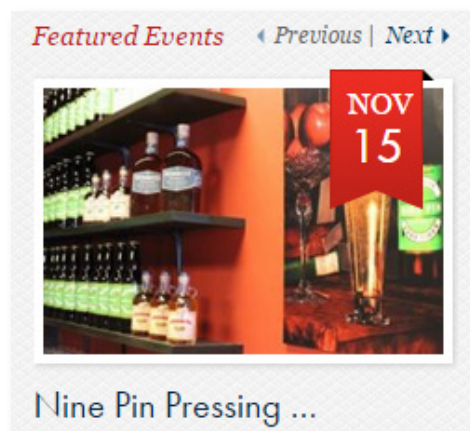 Featured Events
Previous | Next
NOV
15
Nine Pin Pressing ...